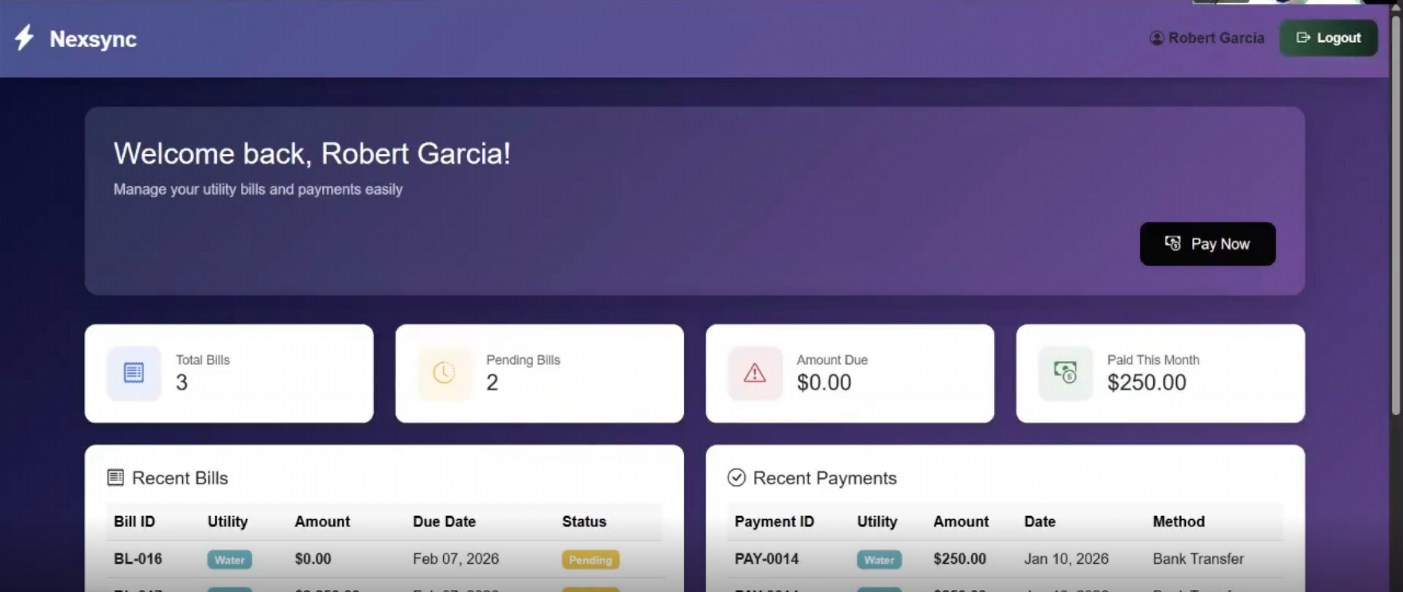 Nexsync
Robert Garcia
Logout
Welcome back, Robert Garcia!
Manage your utility bills and payments easily
Pay Now
Total Bills
3
Pending Bills
2
Amount Due
$0.00
Paid This Month
$250.00
Recent Bills
Bill ID Utility Amount Due Date Status
BL-016 Water $0.00 Feb 07, 2026 Pending
Recent Payments
Payment ID Utility Amount Date Method
PAY-0014 Water $250.00 Jan 10, 2026 Bank Transfer